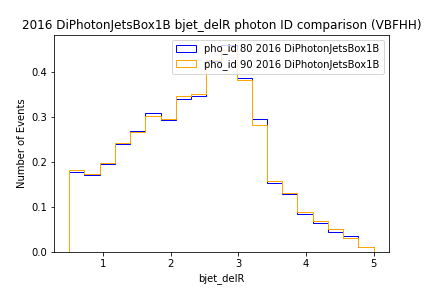 2016 DiPhotonJetsBox1B bjet_delR photon ID comparison (VBFHH)
pho_id 80 2016 DiPhotonJetsBox1B
pho_id 90 2016 DiPhotonJetsBox1B
Number of Events
0.4
0.3
0.2
0.1
0.0
1 2 3 4 5
bjet_delR